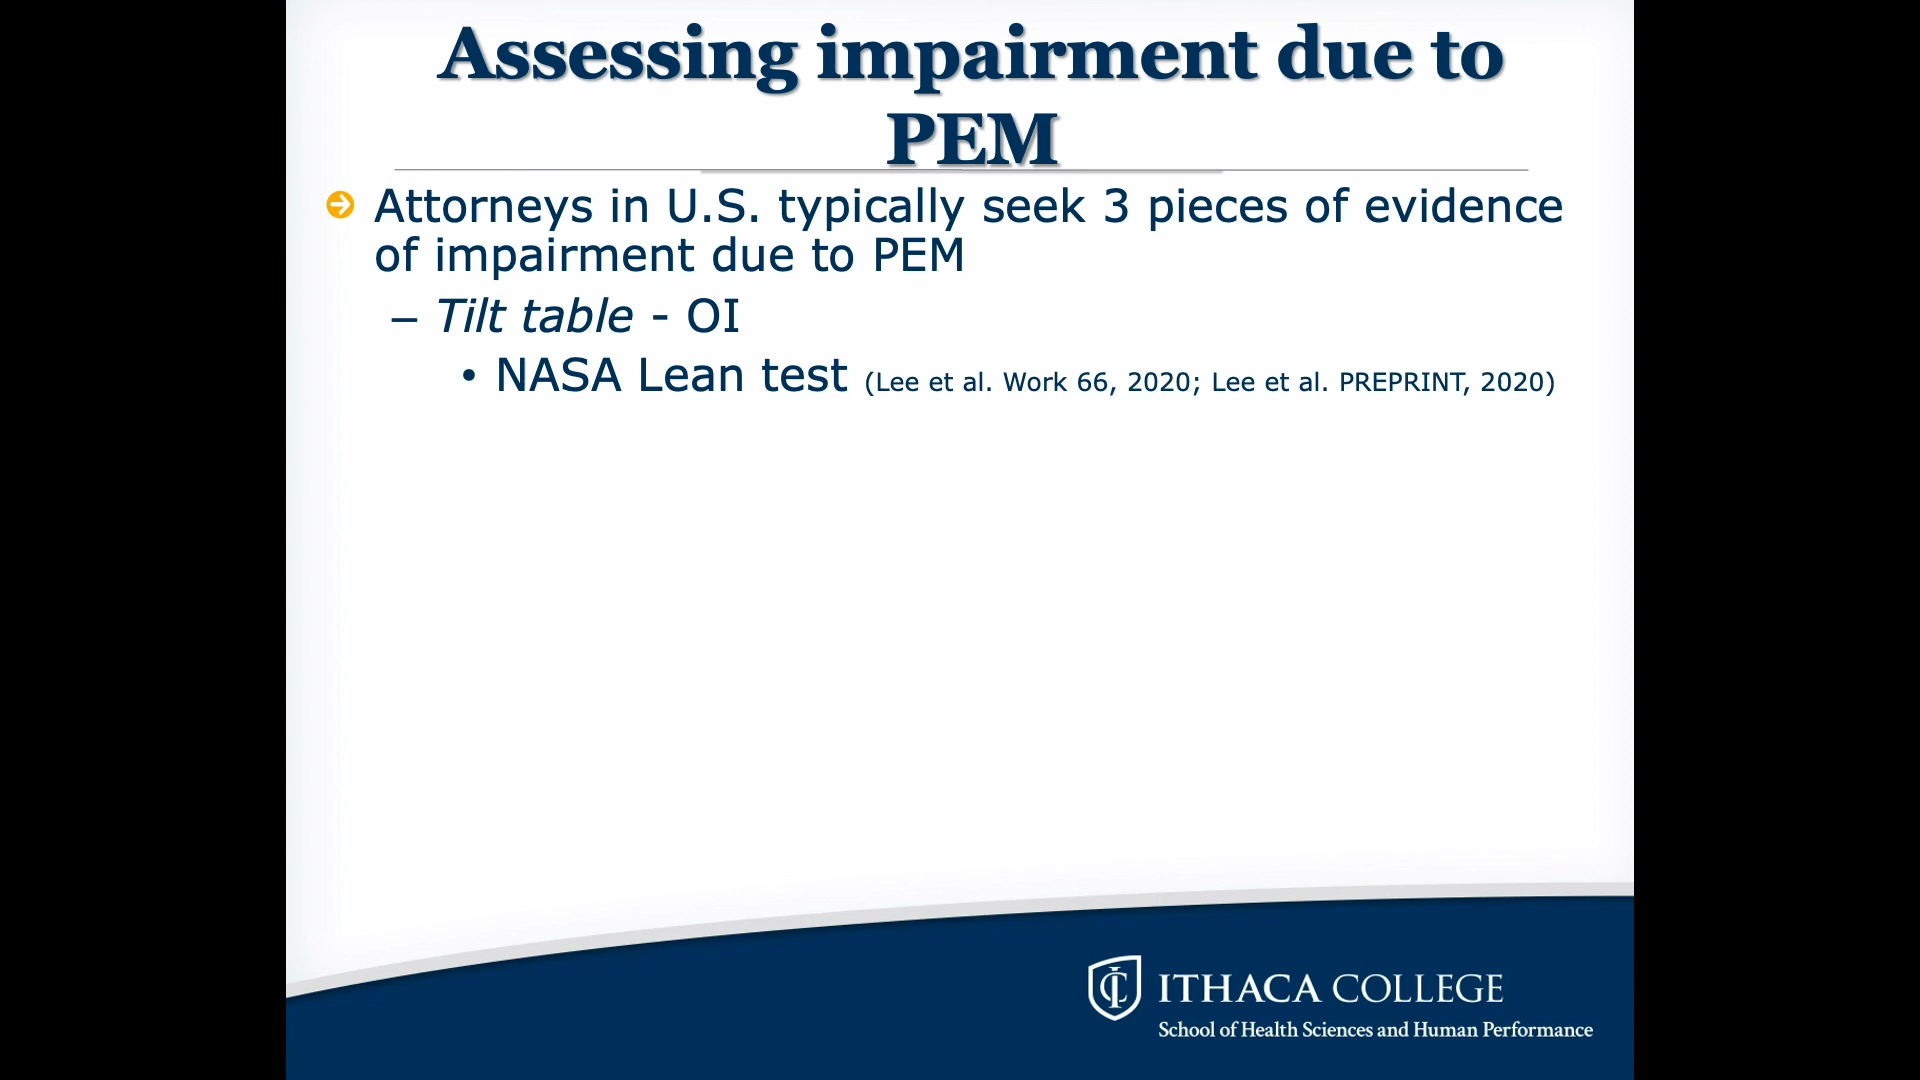 Assessing impairment due to
PEM
Attorneys in U.S. typically seek 3 pieces of evidence
of impairment due to PEM
– Tilt table - OI
• NASA Lean test (Lee et al. Work 66, 2020; Lee et al. PREPRINT, 2020)
ITHACA COLLEGE
School of Health Sciences and Human Performance